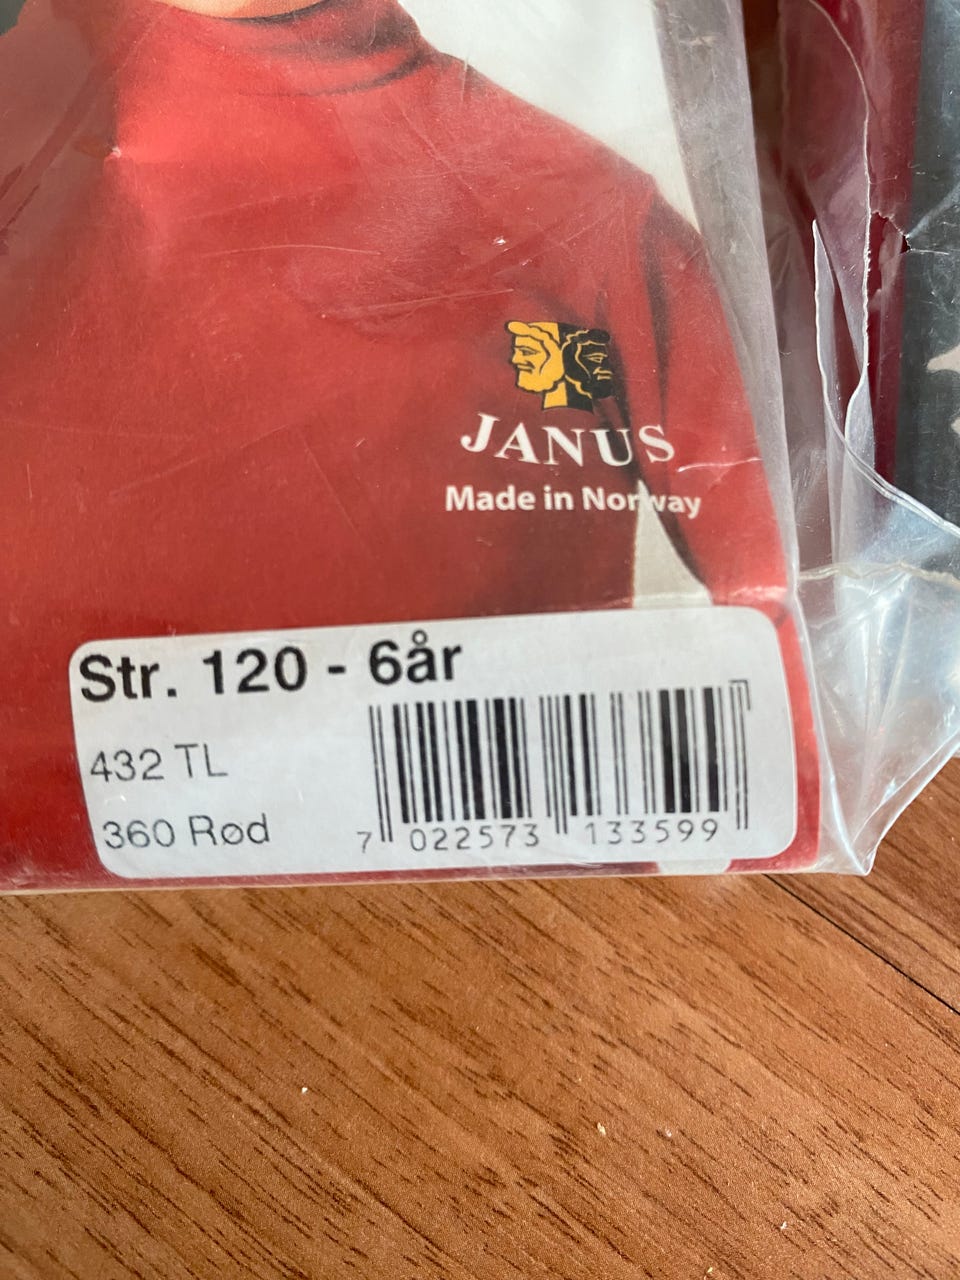 JANUS
Made in Norway
Str. 120 - 6år
432 TL
360 Rød
7 022573 133599